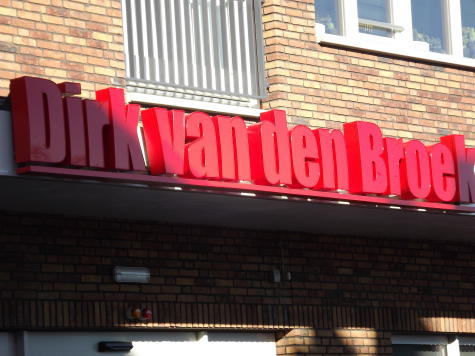 Dirk van den Broek